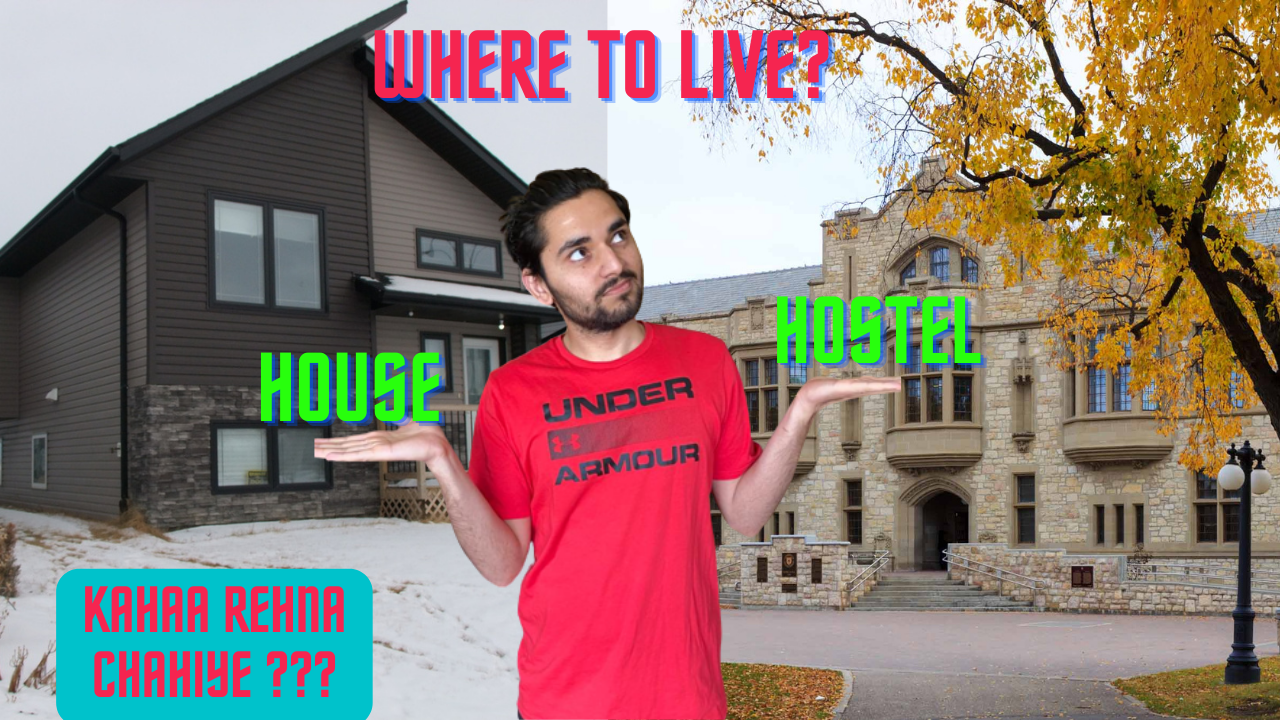 WHERE TO LIVE?
HOUSE
HOSTEL
UNDER
ARMOUR
KAHAA REHNA
CHAHIYE ???